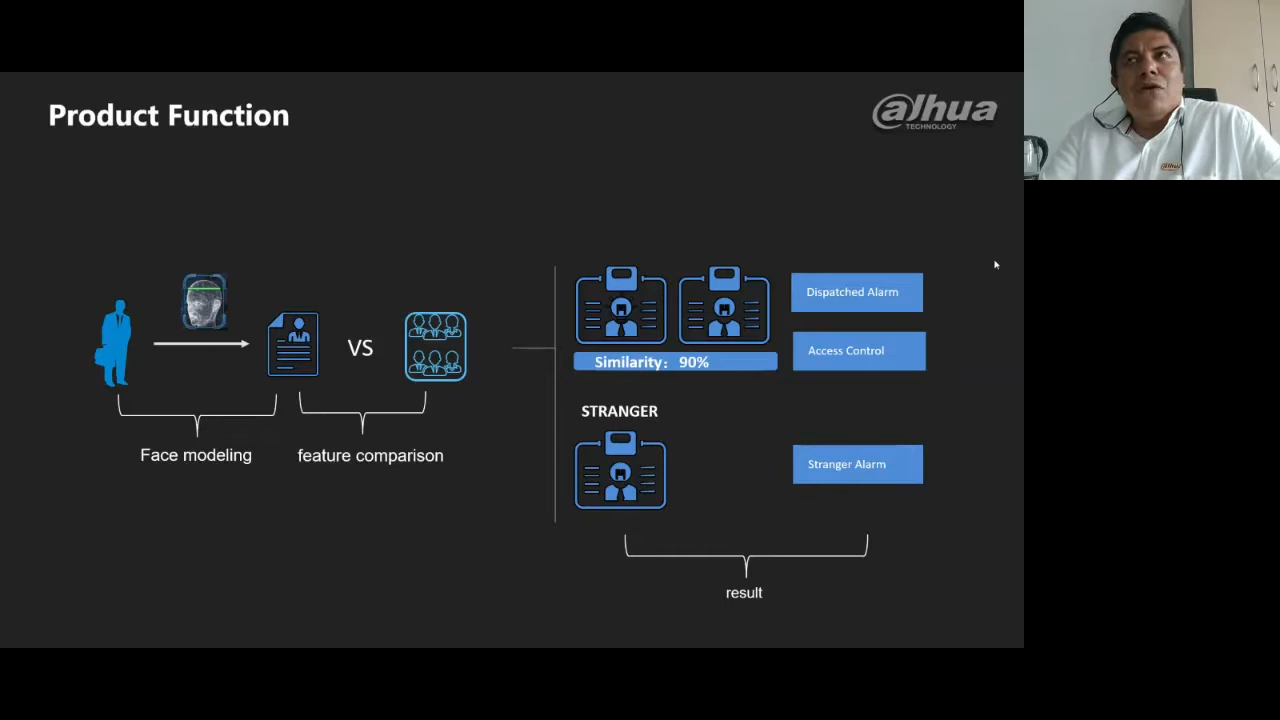 Product Function
alhua
TECHNOLOGY
VS
Similarity: 90%
Dispatched Alarm
Access Control
STRANGER
Stranger Alarm
Face modeling
feature comparison
result
alhua